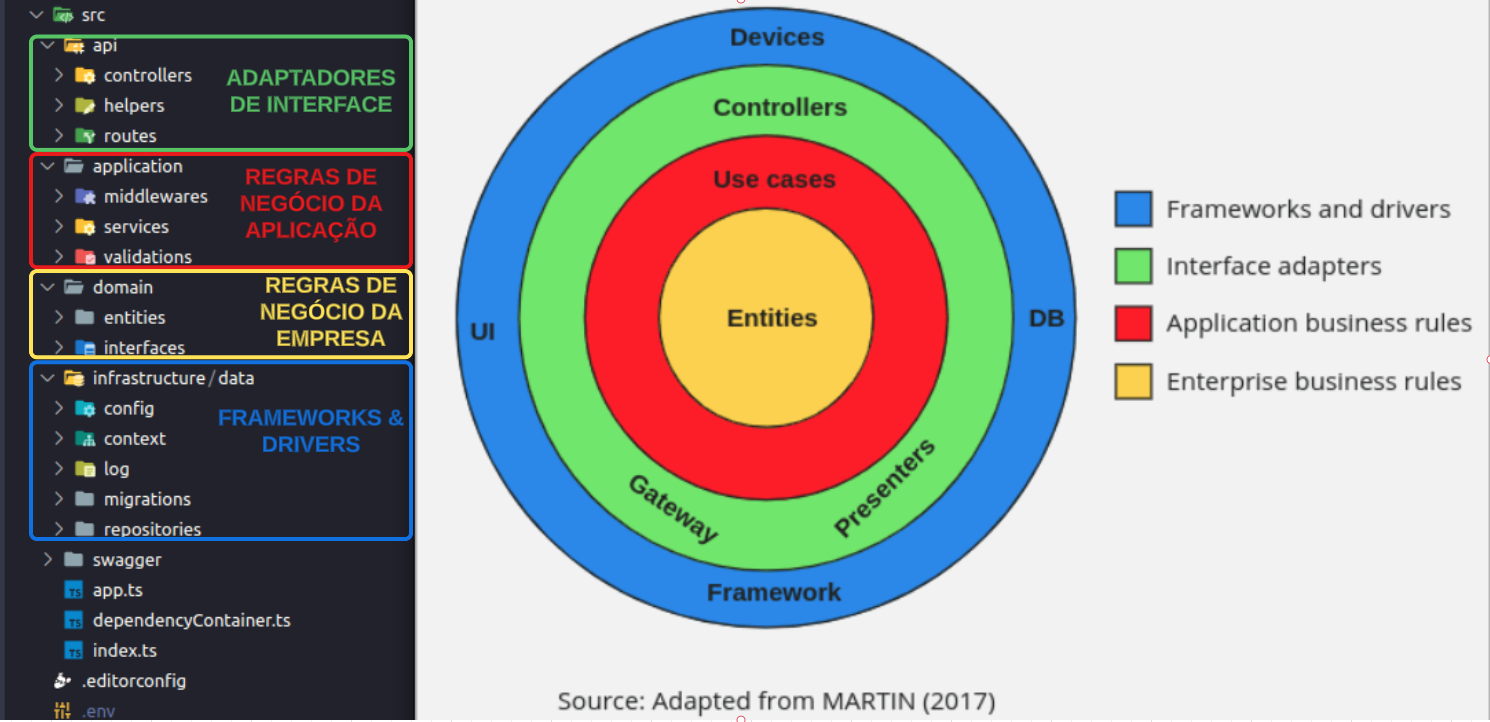 src
api
controllers
helpers
routes
ADAPTADORES
DE INTERFACE
application
middlewares
services
validations
REGRAS DE
NEGÓCIO DA
APLICAÇÃO
domain
entities
interfaces
REGRAS DE
NEGÓCIO DA
EMPRESA
infrastructure / data
config
context
log
migrations
repositories
FRAMEWORKS &
DRIVERS
swagger
TS app.ts
TS dependencyContainer.ts
TS index.ts
.editorconfig
.env
Devices
Controllers
Use cases
Entities
UI
DB
Gateway
Presenters
Framework
Frameworks and drivers
Interface adapters
Application business rules
Enterprise business rules
Source: Adapted from MARTIN (2017)